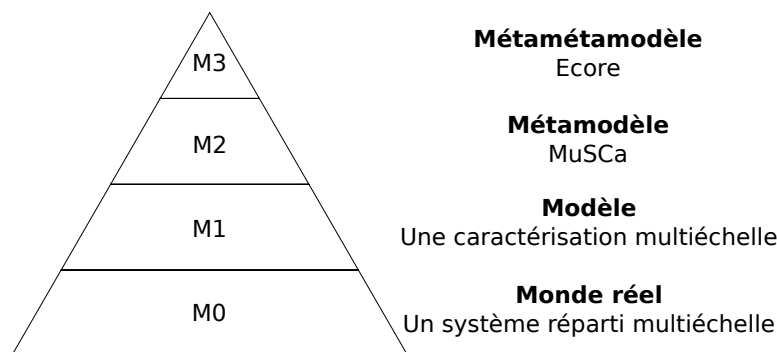 M3
Métamétamodèle
Ecore
M2
Métamodèle
MuSCa
M1
Modèle
Une caractérisation multiéchelle
M0
Monde réel
Un système réparti multiéchelle